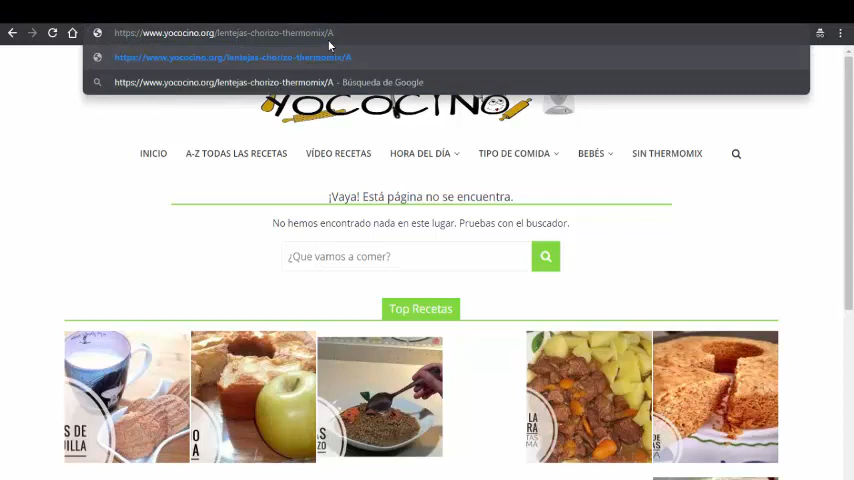 https://www.yococino.org/lentejas-chorizo-thermomix/A
https://www.yococino.org/lentejas-chorizo-thermomix/A
https://www.yococino.org/lentejas-chorizo-thermomix/A - Búsqueda de Google
YOCOCINO
INICIO A-Z TODAS LAS RECETAS VÍDEO RECETAS HORA DEL DÍA TIPO DE COMIDA BEBÉS SIN THERMOMIX
¡Vaya! Está página no se encuentra.
No hemos encontrado nada en este lugar. Pruebas con el buscador.
¿Que vamos a comer?
Top Recetas